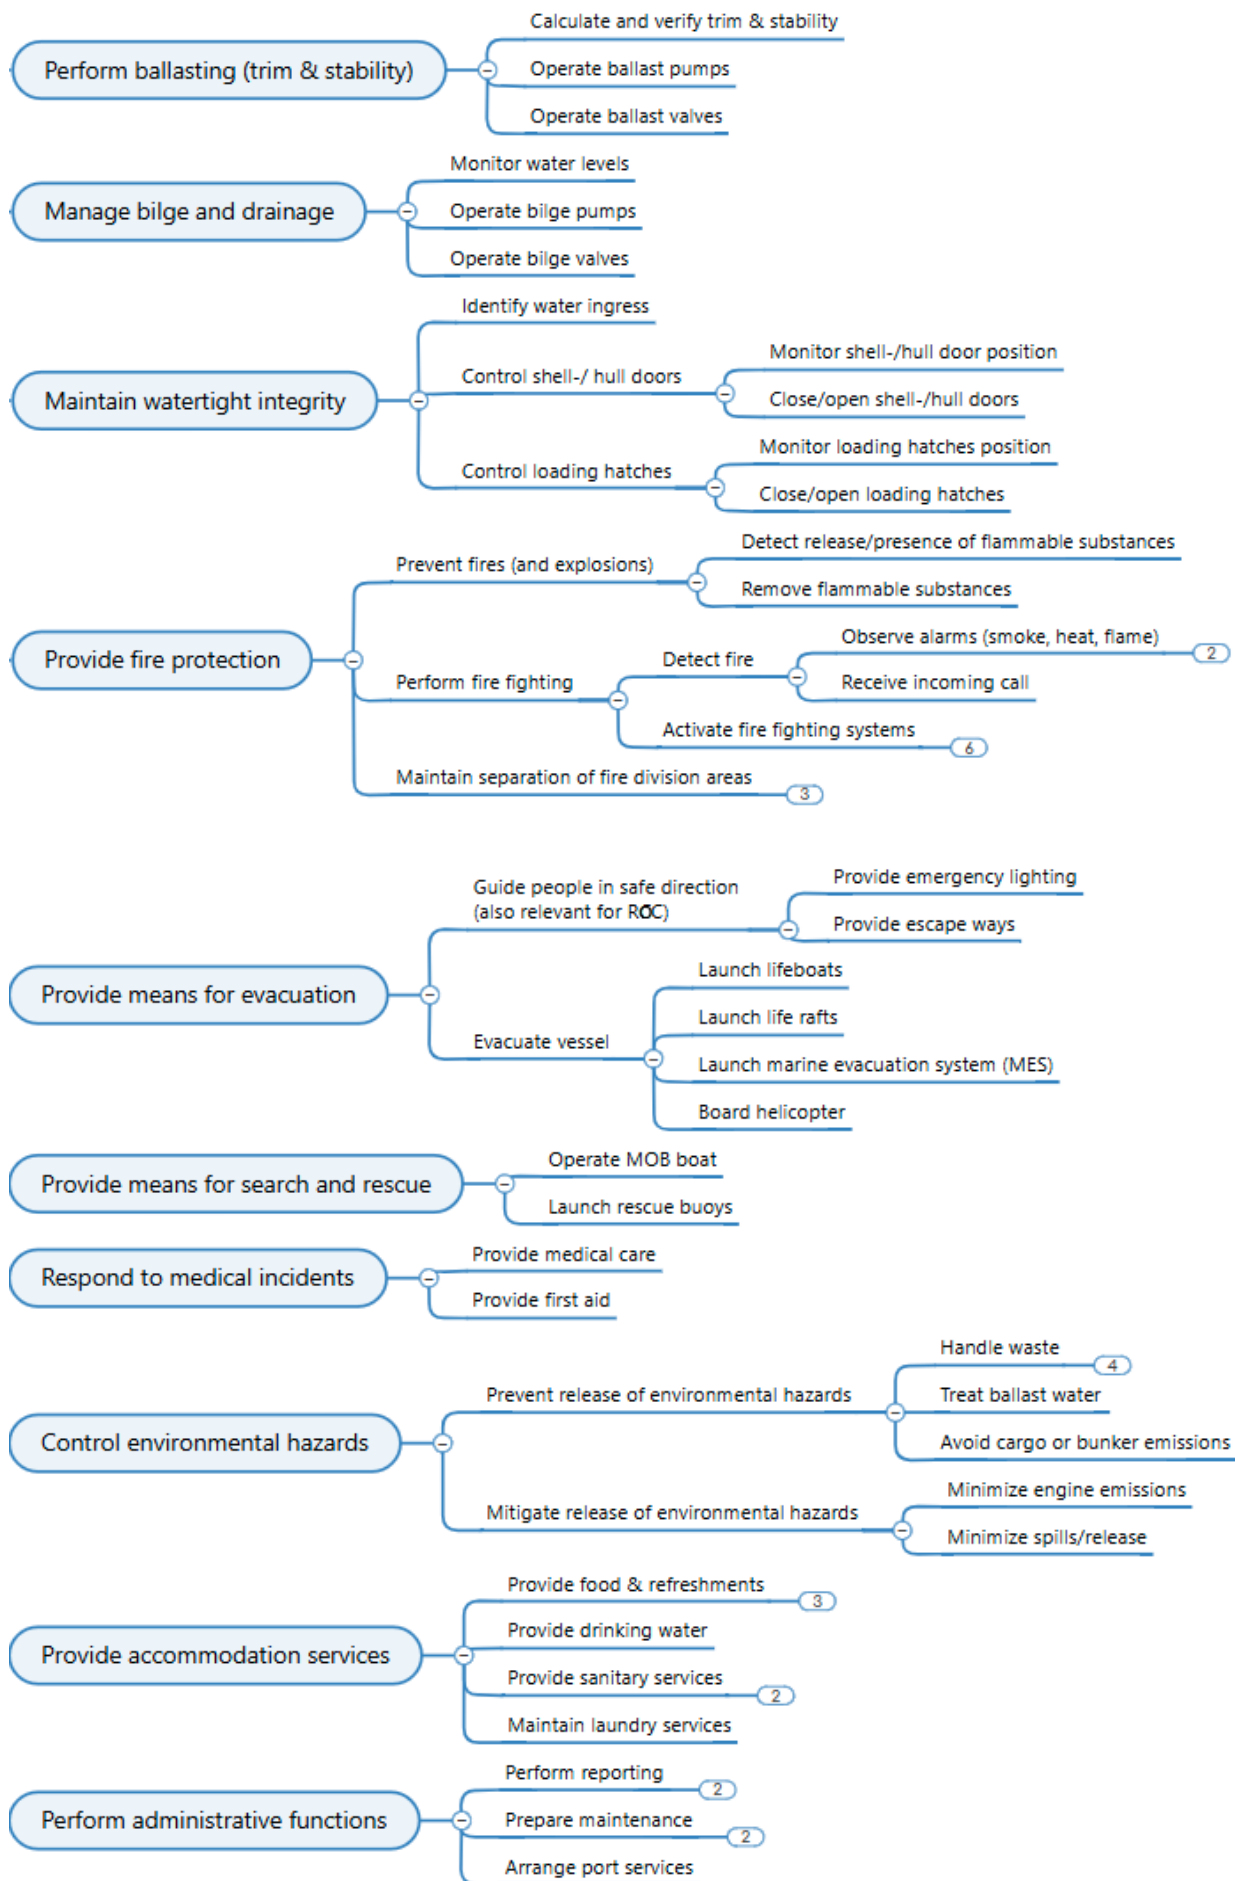 Calculate and verify trim & stability
Perform ballasting (trim & stability)
Operate ballast pumps
Operate ballast valves
Monitor water levels
Manage bilge and drainage
Operate bilge pumps
Operate bilge valves
Identify water ingress
Monitor shell-/hull door position
Control shell-/ hull doors
Maintain watertight integrity
Close/open shell-/hull doors
Monitor loading hatches position
Control loading hatches
Close/open loading hatches
Detect release/presence of flammable substances
Prevent fires (and explosions)
Remove flammable substances
Observe alarms (smoke, heat, flame)
2
Provide fire protection
Detect fire
Perform fire fighting
Receive incoming call
Activate fire fighting systems
6
Maintain separation of fire division areas
3
Provide emergency lighting
Guide people in safe direction
(also relevant for ROC)
Provide escape ways
Launch lifeboats
Provide means for evacuation
Launch life rafts
Evacuate vessel
Launch marine evacuation system (MES)
Board helicopter
Operate MOB boat
Provide means for search and rescue
Launch rescue buoys
Provide medical care
Respond to medical incidents
Provide first aid
Handle waste
4
Prevent release of environmental hazards
Treat ballast water
Control environmental hazards
Avoid cargo or bunker emissions
Minimize engine emissions
Mitigate release of environmental hazards
Minimize spills/release
Provide food & refreshments
3
Provide drinking water
Provide accommodation services
Provide sanitary services
2
Maintain laundry services
Perform reporting
2
Perform administrative functions
Prepare maintenance
2
Arrange port services